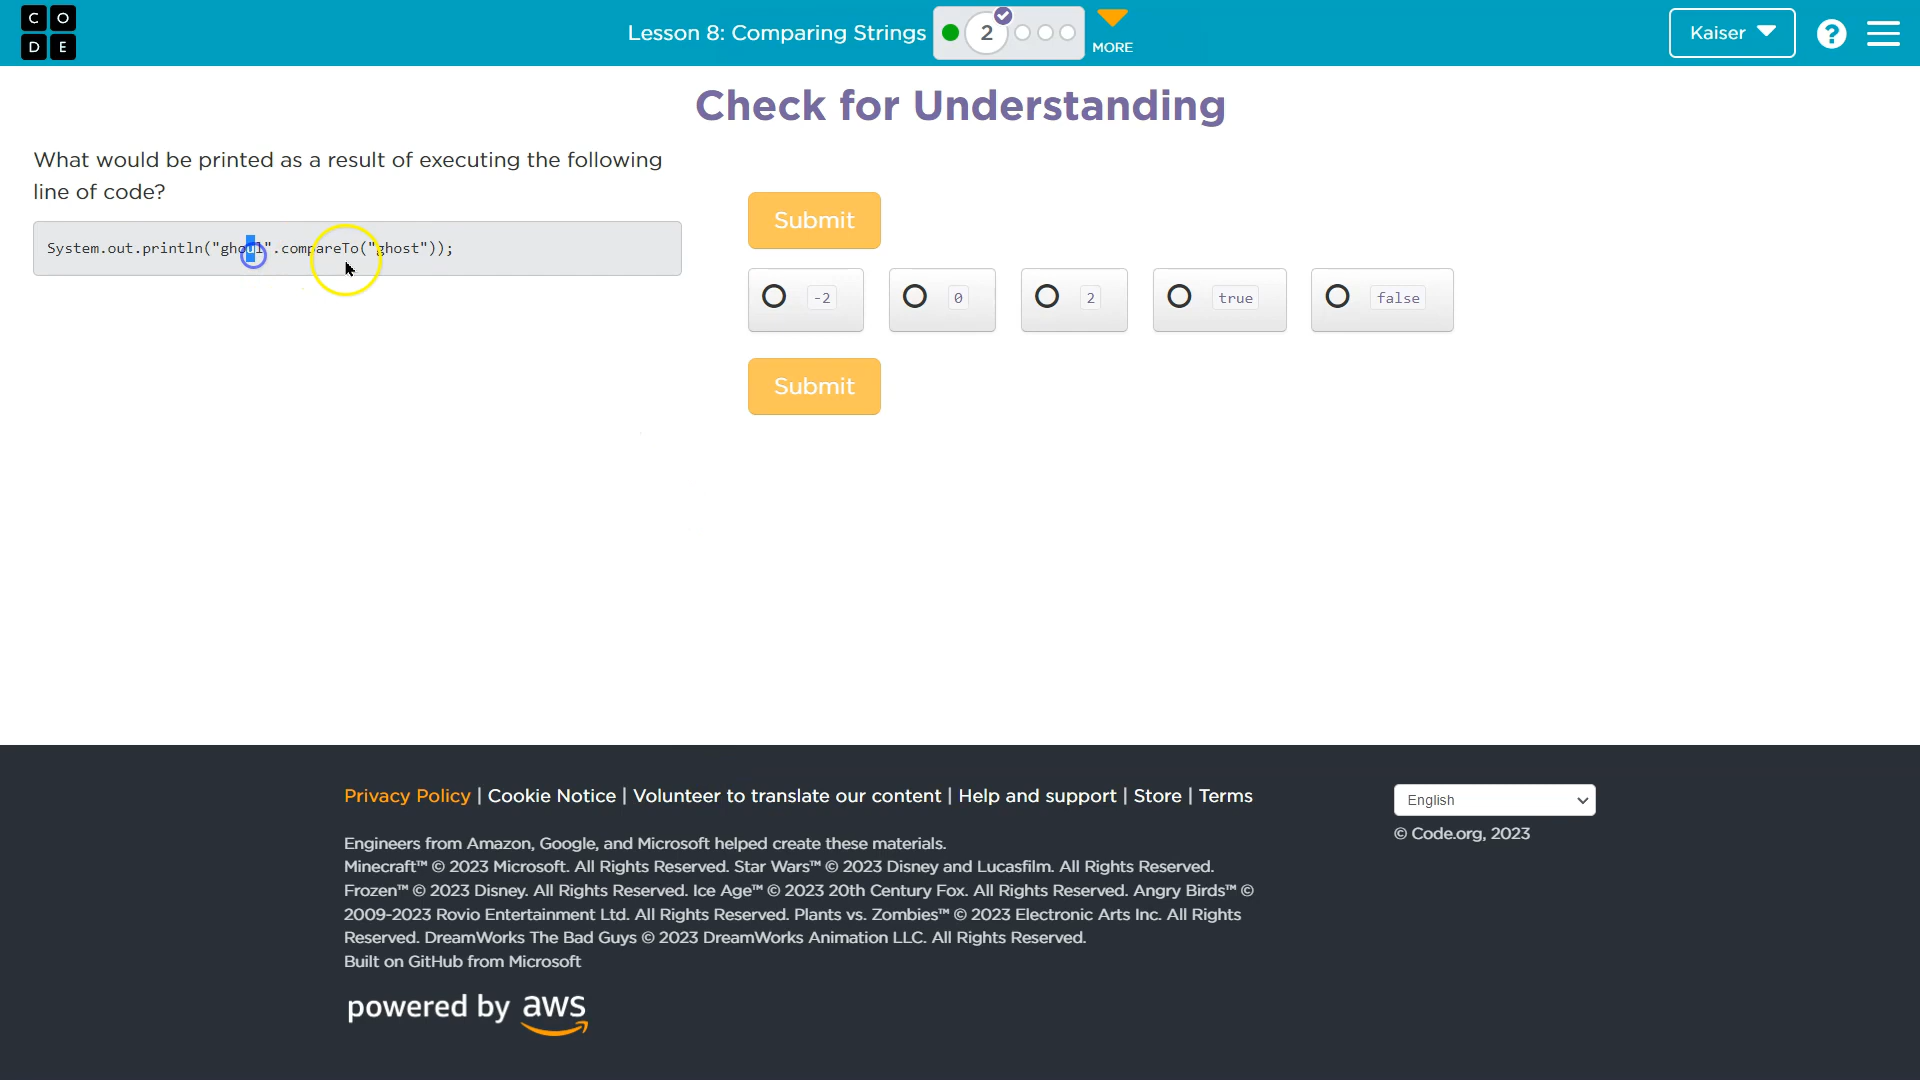 CODE
Lesson 8: Comparing Strings
2
MORE
Kaiser
?
Check for Understanding
What would be printed as a result of executing the following
line of code?
System.out.println("ghoul".compareTo("ghost"));
Submit
-2
0
2
true
false
Submit
Privacy Policy | Cookie Notice | Volunteer to translate our content | Help and support | Store | Terms
English
© Code.org, 2023
Engineers from Amazon, Google, and Microsoft helped create these materials.
Minecraft™ © 2023 Microsoft. All Rights Reserved. Star Wars™ © 2023 Disney and Lucasfilm. All Rights Reserved.
Frozen™ © 2023 Disney. All Rights Reserved. Ice Age™ © 2023 20th Century Fox. All Rights Reserved. Angry Birds™ ©
2009-2023 Rovio Entertainment Ltd. All Rights Reserved. Plants vs. Zombies™ © 2023 Electronic Arts Inc. All Rights
Reserved. DreamWorks The Bad Guys © 2023 DreamWorks Animation LLC. All Rights Reserved.
Built on GitHub from Microsoft
powered by aws